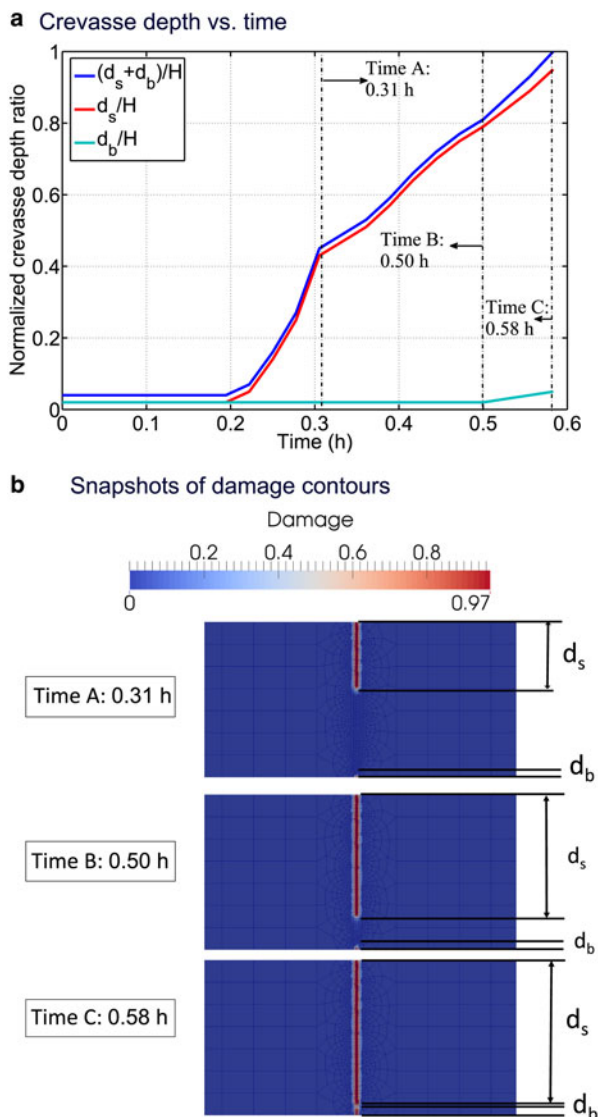 a Crevasse depth vs. time
Normalized crevasse depth ratio
1
0.8
0.6
0.4
0.2
0
(d_s+d_b)/H
d_s/H
d_b/H
Time A:
0.31 h
Time B:
0.50 h
Time C:
0.58 h
0 0.1 0.2 0.3 0.4 0.5 0.6
Time (h)
b Snapshots of damage contours
Damage
0.2 0.4 0.6 0.8
0 0.97
Time A: 0.31 h
d_s
d_b
Time B: 0.50 h
d_s
d_b
Time C: 0.58 h
d_s
d_b